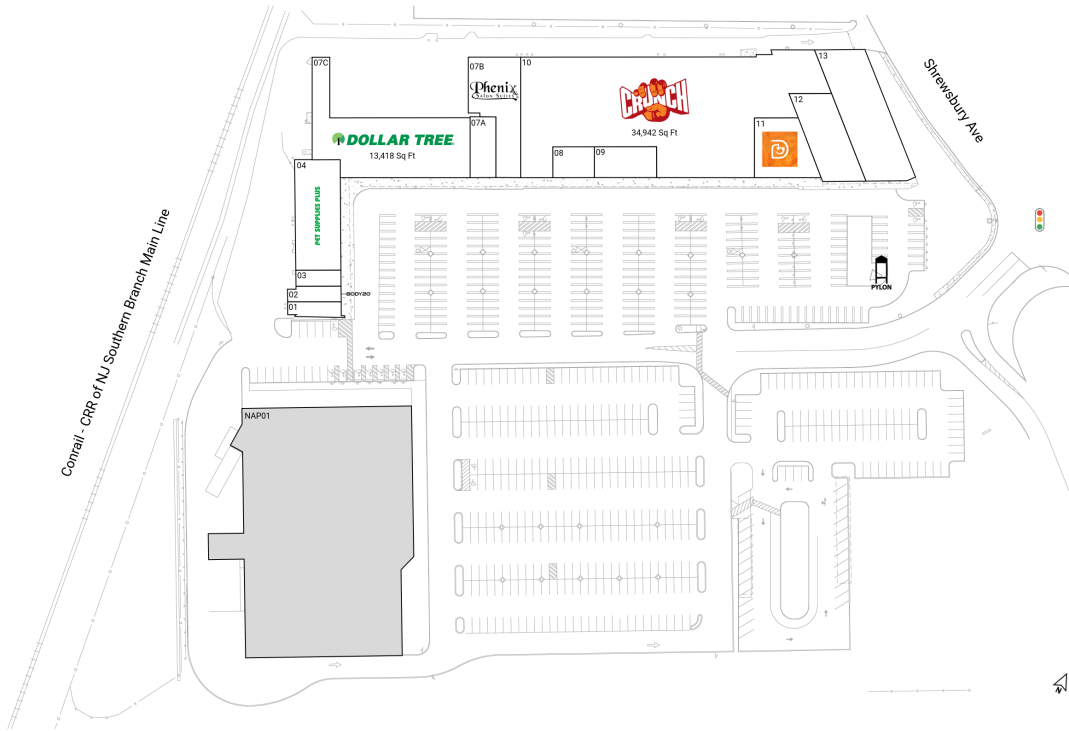 13
07C
07B
10
Phenix
Salon Suites
CRUNCH
34,942 Sq Ft
12
Shrewsbury Ave
07A
11
DOLLAR TREE
13,418 Sq Ft
08
09
04
PET SUPPLIES PLUS
03
02
BODY20
01
PYLON
Conrail - CRR of NJ Southern Branch Main Line
NAP01
N